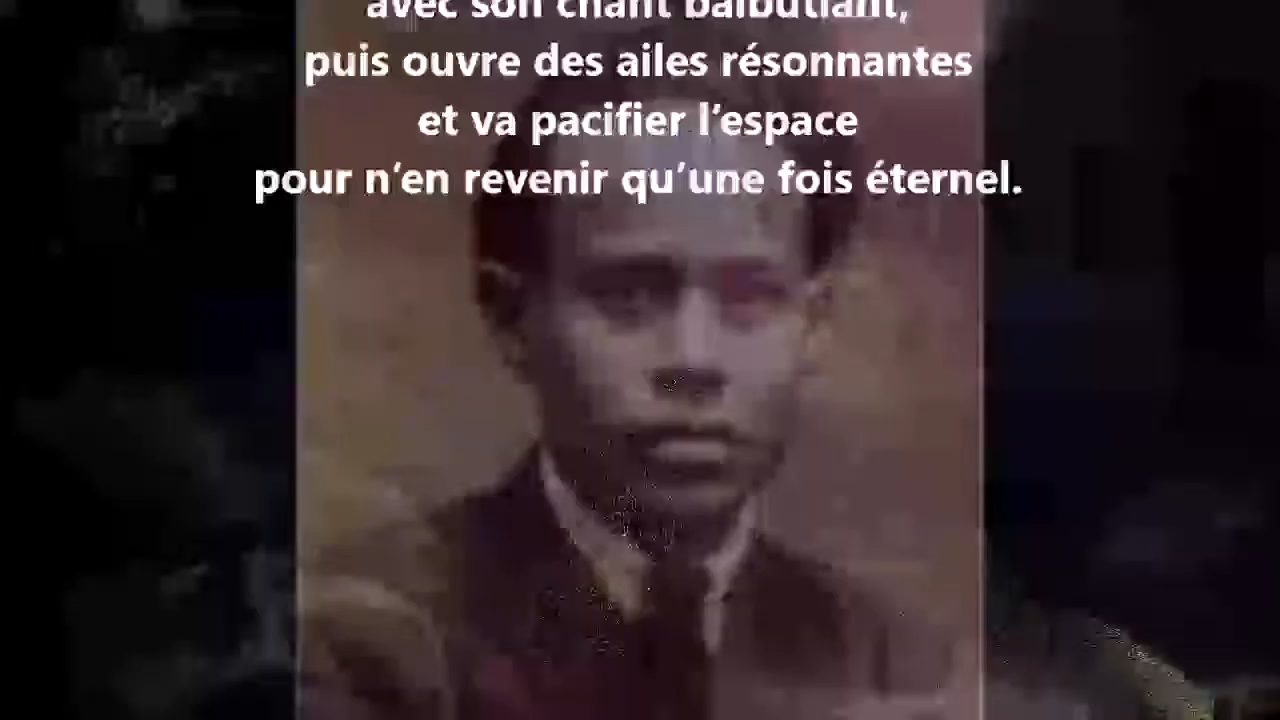 avec son chant balbutiant,
puis ouvre des ailes résonnantes
et va pacifier l’espace
pour n’en revenir qu’une fois éternel.